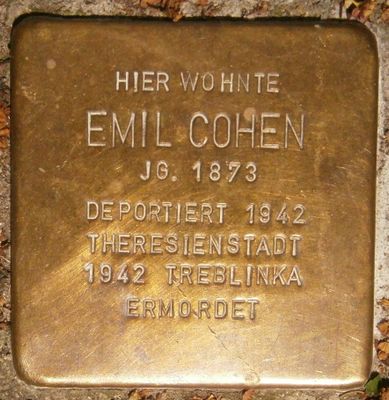 HIER WOHNTE
EMIL COHEN
JG. 1873
DEPORTIERT 1942
THERESIENSTADT
1942 TREBLINKA
ERMORDET